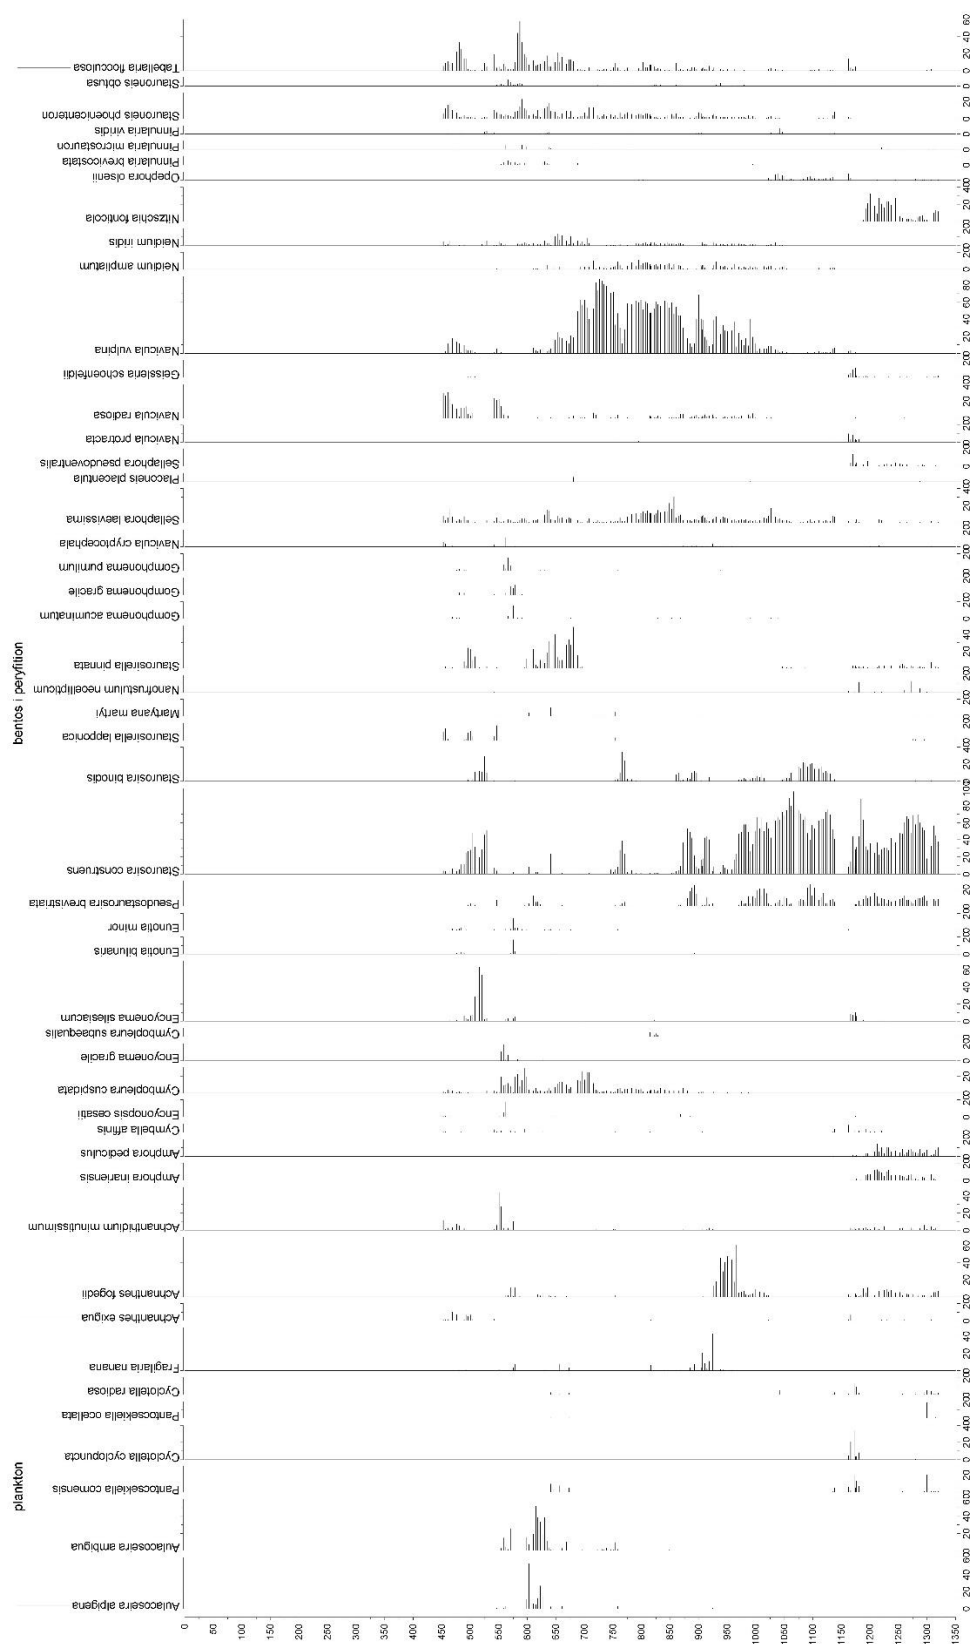 plankton
bentos i peryfition
Aulacoseira alpigena
Aulacoseira ambigua
Pantocsekiella comensis
Cyclotella cyclopuncta
Pantocsekiella ocellata
Cyclotella radiosa
Fragilaria nanana
Achnanthes exigua
Achnanthes fogedii
Achnanthidium minutissimum
Amphora inariensis
Amphora pediculus
Cymbella affinis
Encyonopsis cesatii
Cymbopleura cuspidata
Encyonema gracile
Cymbopleura subaequalis
Encyonema silesiacum
Eunotia bilunaris
Eunotia minor
Pseudostaurosira brevistriata
Staurosira construens
Staurosira binodis
Staurosirella lapponica
Martyana martyi
Nanofrustulum neoellipticum
Staurosirella pinnata
Gomphonema acuminatum
Gomphonema gracile
Gomphonema pumilum
Navicula cryptocephala
Sellaphora laevissima
Placoneis placentula
Sellaphora pseudoventralis
Navicula protracta
Navicula radiosa
Geissleria schoenfeldii
Navicula vulpina
Neidium ampliatum
Neidium iridis
Nitzschia fonticola
Opephora olsenii
Pinnularia brevicostata
Pinnularia microstauron
Pinnularia viridis
Stauroneis phoenicenteron
Stauroneis obtusa
Tabellaria flocculosa
0
50
100
150
200
250
300
350
400
450
500
550
600
650
700
750
800
850
900
950
1000
1050
1100
1150
1200
1250
1300
1350